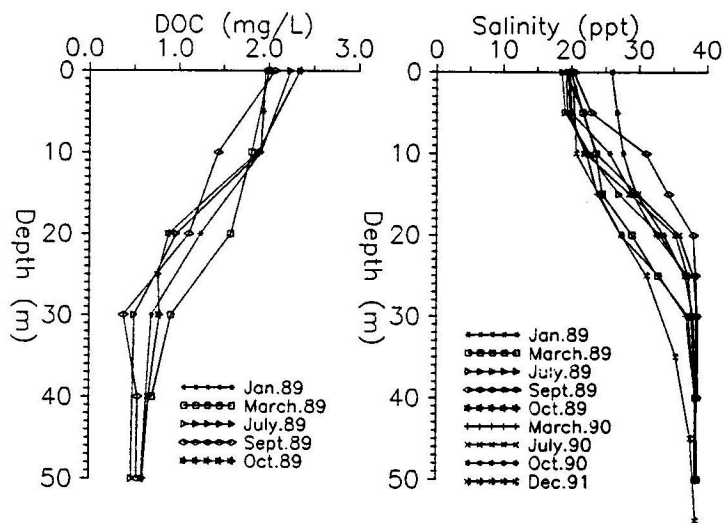 DOC (mg/L)
0.0 1.0 2.0 3.0
0
10
20
30
40
50
Depth (m)
Jan.89
March.89
July.89
Sept.89
Oct.89
Salinity (ppt)
0 10 20 30 40
0
10
20
30
40
50
Depth (m)
Jan.89
March.89
July.89
Sept.89
Oct.89
March.90
July.90
Oct.90
Dec.91